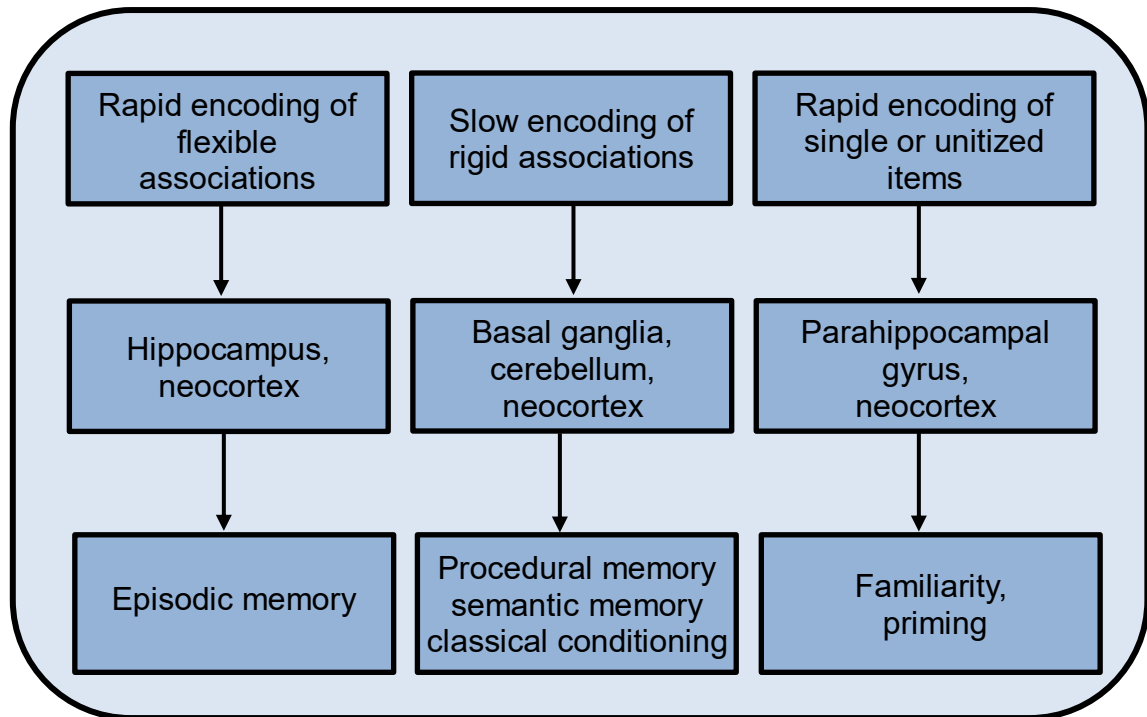 Rapid encoding of
flexible
associations
Slow encoding of
rigid associations
Rapid encoding of
single or unitized
items
Hippocampus,
neocortex
Basal ganglia,
cerebellum,
neocortex
Parahippocampal
gyrus,
neocortex
Episodic memory
Procedural memory
semantic memory
classical conditioning
Familiarity,
priming